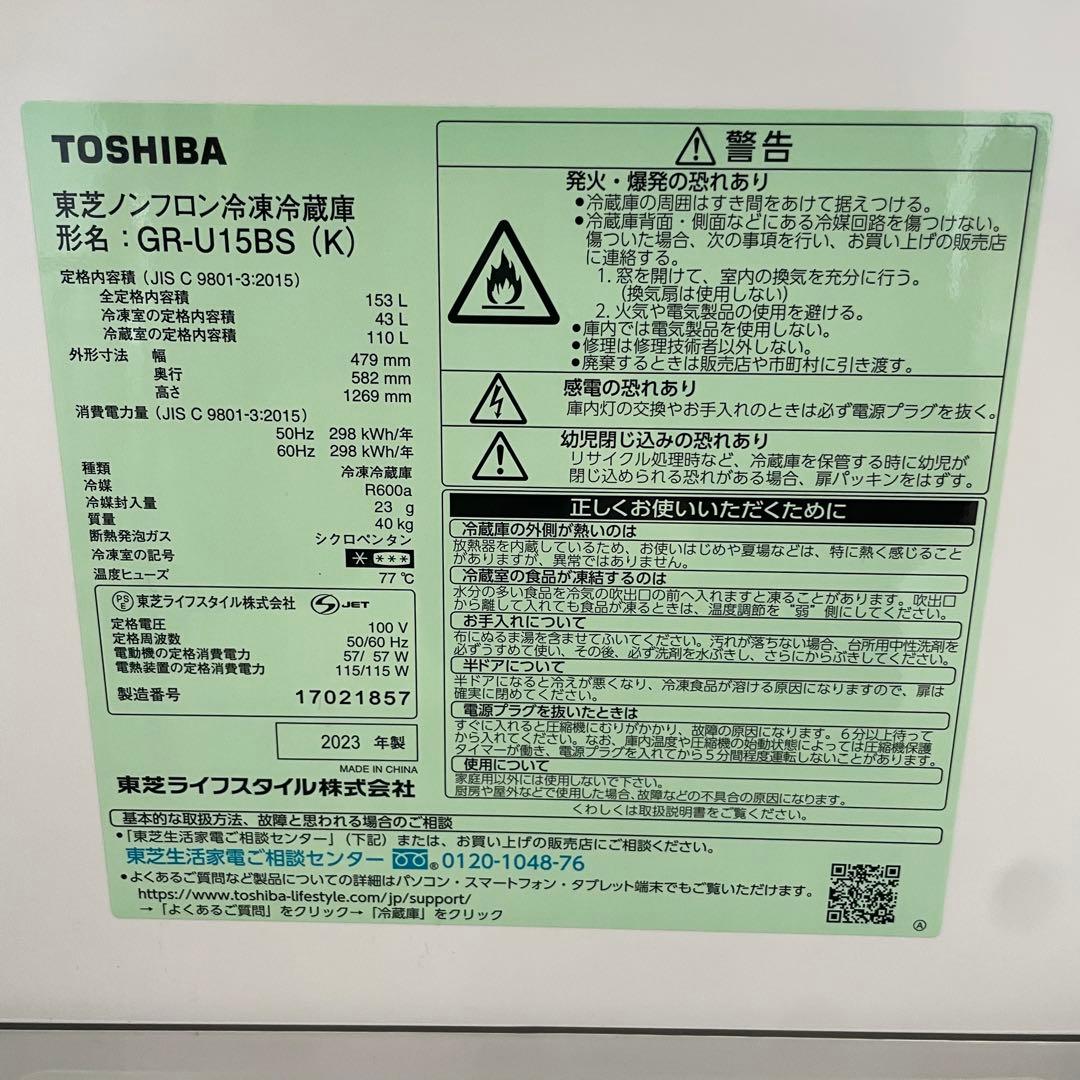 TOSHIBA
東芝ノンフロン冷凍冷蔵庫
形名：GR-U15BS（K）
定格内容積（JIS C 9801-3:2015）
全定格内容積 153 L
冷凍室の定格内容積 43 L
冷蔵室の定格内容積 110 L
外形寸法 幅 479 mm
奥行 582 mm
高さ 1269 mm
消費電力量（JIS C 9801-3:2015）
50Hz 298 kWh/年
60Hz 298 kWh/年
種類 冷凍冷蔵庫
冷媒 R600a
冷媒封入量 23 g
質量 40 kg
断熱発泡ガス シクロペンタン
冷凍室の記号 * ***
温度ヒューズ 77℃
PSE 東芝ライフスタイル株式会社 S JET
定格電圧 100 V
定格周波数 50/60 Hz
電動機の定格消費電力 57/ 57 W
電熱装置の定格消費電力 115/115 W
製造番号 17021857
2023 年製
MADE IN CHINA
東芝ライフスタイル株式会社
警告
発火・爆発の恐れあり
●冷蔵庫の周囲はすき間をあけて据えつける。
●冷蔵庫背面・側面などにある冷媒回路を傷つけない。
傷ついた場合、次の事項を行い、お買い上げの販売店
に連絡する。
1. 窓を開けて、室内の換気を充分に行う。
（換気扇は使用しない）
2. 火気や電気製品の使用を避ける。
●庫内では電気製品を使用しない。
●修理は修理技術者以外しない。
●廃棄するときは販売店や市町村に引き渡す。
感電の恐れあり
庫内灯の交換やお手入れのときは必ず電源プラグを抜く。
幼児閉じ込みの恐れあり
リサイクル処理時など、冷蔵庫を保管する時に幼児が
閉じ込められる恐れがある場合、扉パッキンをはずす。
正しくお使いいただくために
冷蔵庫の外側が熱いのは
放熱器を内蔵しているため、お使いはじめや夏場などは、特に熱く感じること
がありますが、異常ではありません。
冷蔵室の食品が凍結するのは
水分の多い食品を冷気の吹出口の前へ入れますと凍ることがあります。吹出口
から離して入れても食品が凍るときは、温度調節を“弱”側にしてください。
お手入れについて
布にぬるま湯を含ませてふいてください。汚れが落ちない場合、台所用中性洗剤を
必ずうすめて使い、その後、必ず洗剤を水ぶきし、さらにからぶきしてください。
半ドアについて
半ドアになると冷えが悪くなり、冷凍食品が溶ける原因になりますので、扉は
確実に閉めてください。
電源プラグを抜いたときは
すぐに入れると圧縮機にむりがかかり、故障の原因になります。6分以上待って
から入れてください。なお、庫内温度や圧縮機の始動状態によっては圧縮機保護
タイマーが働き、電源プラグを入れてから5分間程度運転しないことがあります。
使用について
家庭用以外には使用しないで下さい。
厨房や屋外などで使用した場合、故障などの不具合の原因になります。
くわしくは取扱説明書をご覧ください。
基本的な取扱方法、故障と思われる場合のご相談
●「東芝生活家電ご相談センター」（下記）または、お買い上げの販売店にご相談ください。
東芝生活家電ご相談センター ® 0120-1048-76
●よくあるご質問など製品についての詳細はパソコン・スマートフォン・タブレット端末でもご覧いただけます。
https://www.toshiba-lifestyle.com/jp/support/
→「よくあるご質問」をクリック→「冷蔵庫」をクリック
Ⓐ